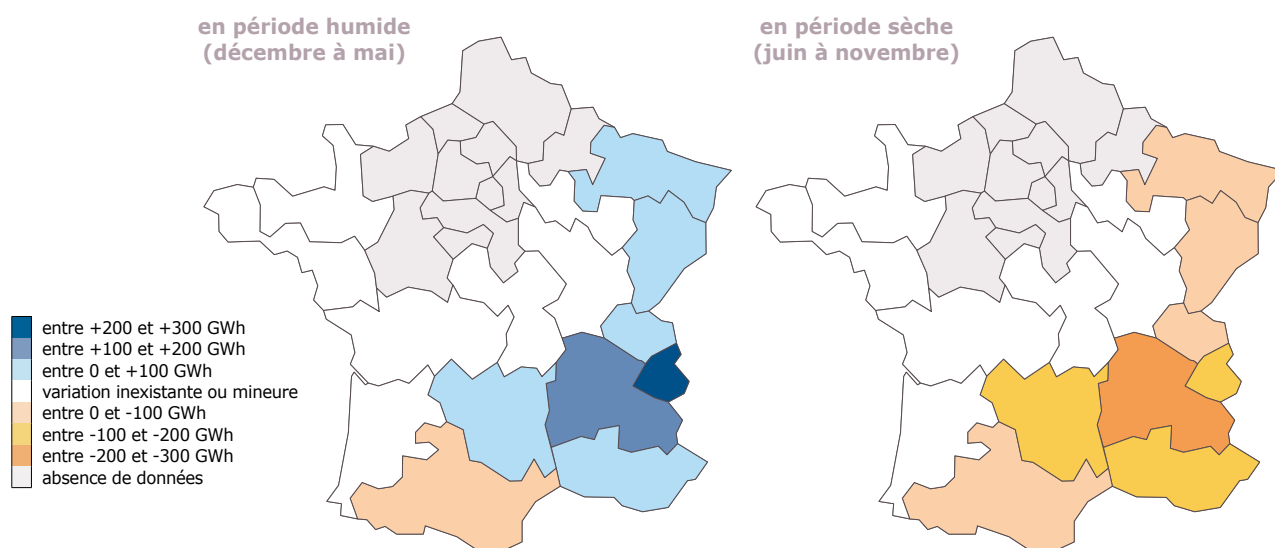 en période humide
(décembre à mai)
en période sèche
(juin à novembre)
entre +200 et +300 GWh
entre +100 et +200 GWh
entre 0 et +100 GWh
variation inexistante ou mineure
entre 0 et -100 GWh
entre -100 et -200 GWh
entre -200 et -300 GWh
absence de données